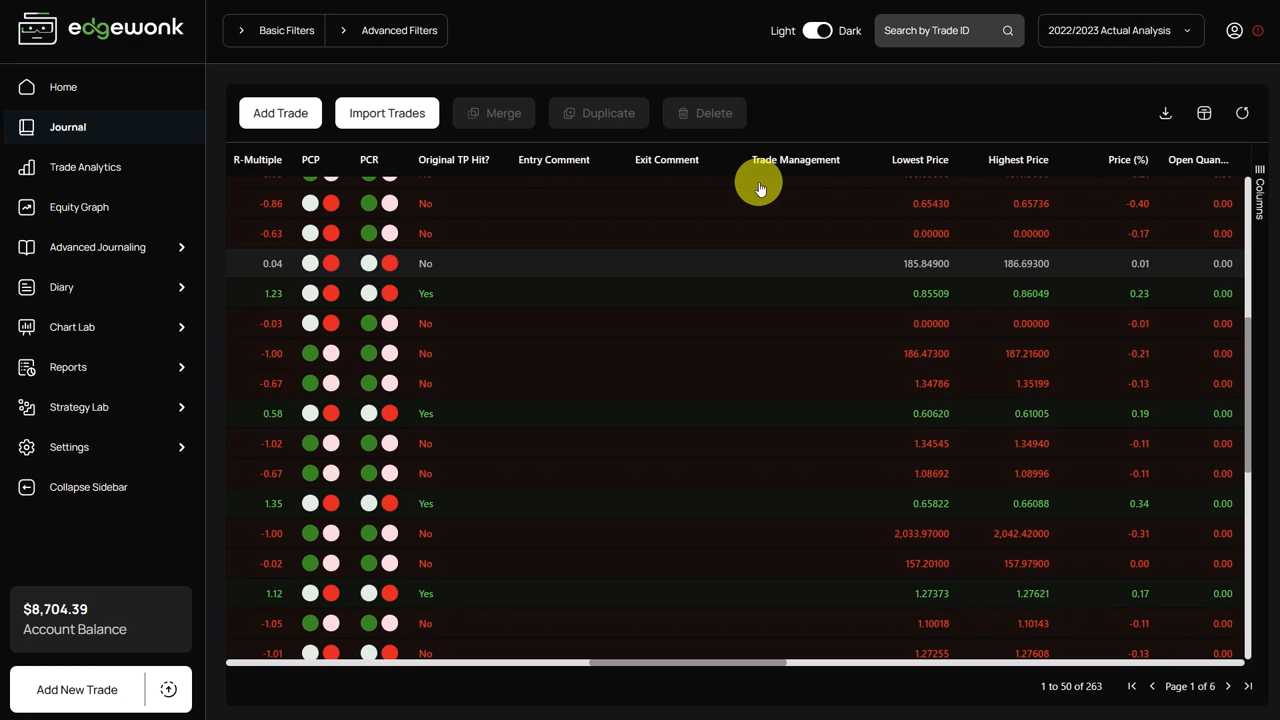 edgewonk
Basic Filters
Advanced Filters
Light
Dark
Search by Trade ID
2022/2023 Actual Analysis
Home
Journal
Trade Analytics
Equity Graph
Advanced Journaling
Diary
Chart Lab
Reports
Strategy Lab
Settings
Collapse Sidebar
$8,704.39
Account Balance
Add New Trade
Add Trade
Import Trades
Merge
Duplicate
Delete
R-Multiple PCP PCR Original TP Hit? Entry Comment Exit Comment Trade Management Lowest Price Highest Price Price (%) Open Quan...
Columns
-0.86 No 0.65430 0.65736 -0.40 0.00
-0.63 No 0.00000 0.00000 -0.17 0.00
0.04 No 185.84900 186.69300 0.01 0.00
1.23 Yes 0.85509 0.86049 0.23 0.00
-0.03 No 0.00000 0.00000 -0.01 0.00
-1.00 No 186.47300 187.21600 -0.21 0.00
-0.67 No 1.34786 1.35199 -0.13 0.00
0.58 Yes 0.60620 0.61005 0.19 0.00
-1.02 No 1.34545 1.34940 -0.11 0.00
-0.67 No 1.08692 1.08996 -0.11 0.00
1.35 Yes 0.65822 0.66088 0.34 0.00
-1.00 No 2,033.97000 2,042.42000 -0.31 0.00
-0.02 No 157.20100 157.97900 0.00 0.00
1.12 Yes 1.27373 1.27621 0.17 0.00
-1.05 No 1.10018 1.10143 -0.11 0.00
-1.01 No 1.27255 1.27608 -0.13 0.00
1 to 50 of 263
Page 1 of 6